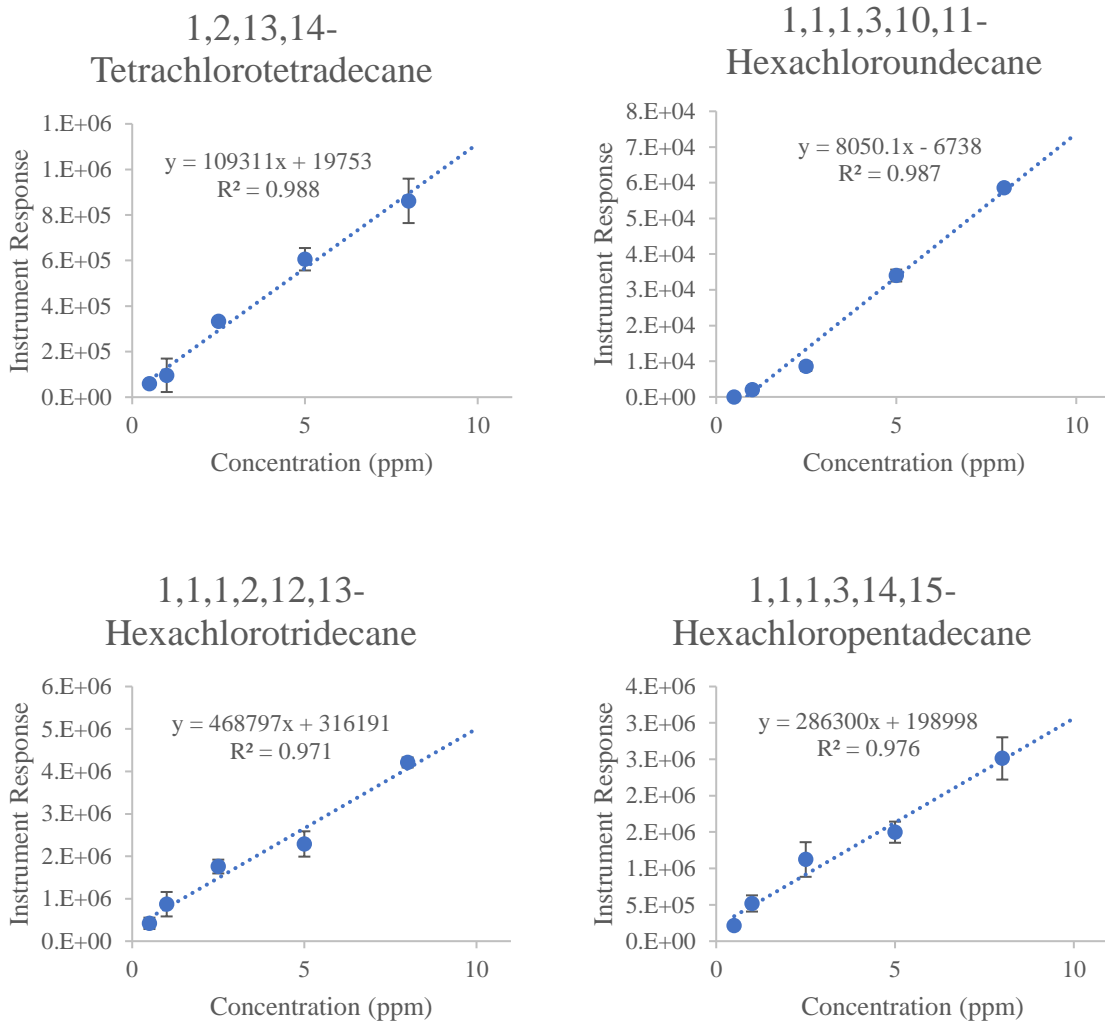 1,2,13,14-
Tetrachlorotetradecane
1.E+06
1.E+06
8.E+05
6.E+05
4.E+05
2.E+05
0.E+00
Instrument Response
y = 109311x + 19753
R² = 0.988
0
5
10
Concentration (ppm)
1,1,1,3,10,11-
Hexachloroundecane
8.E+04
7.E+04
6.E+04
5.E+04
4.E+04
3.E+04
2.E+04
1.E+04
0.E+00
Instrument Response
y = 8050.1x - 6738
R² = 0.987
0
5
10
Concentration (ppm)
1,1,1,2,12,13-
Hexachlorotridecane
6.E+06
5.E+06
4.E+06
3.E+06
2.E+06
1.E+06
0.E+00
Instrument Response
y = 468797x + 316191
R² = 0.971
0
5
10
Concentration (ppm)
1,1,1,3,14,15-
Hexachloropentadecane
4.E+06
3.E+06
3.E+06
2.E+06
2.E+06
1.E+06
5.E+05
0.E+00
Instrument Response
y = 286300x + 198998
R² = 0.976
0
5
10
Concentration (ppm)